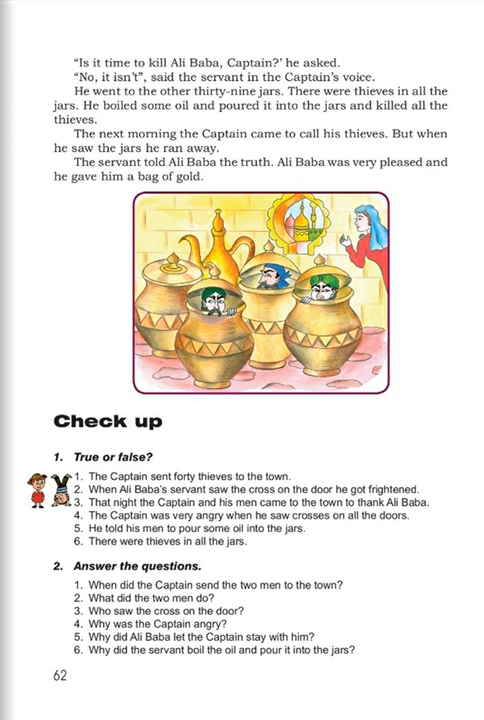 “Is it time to kill Ali Baba, Captain?’ he asked.
“No, it isn’t”, said the servant in the Captain’s voice.
He went to the other thirty-nine jars. There were thieves in all the
jars. He boiled some oil and poured it into the jars and killed all the
thieves.
The next morning the Captain came to call his thieves. But when
he saw the jars he ran away.
The servant told Ali Baba the truth. Ali Baba was very pleased and
he gave him a bag of gold.
Check up
1. True or false?
1. The Captain sent forty thieves to the town.
2. When Ali Baba’s servant saw the cross on the door he got frightened.
3. That night the Captain and his men came to the town to thank Ali Baba.
4. The Captain was very angry when he saw crosses on all the doors.
5. He told his men to pour some oil into the jars.
6. There were thieves in all the jars.
2. Answer the questions.
1. When did the Captain send the two men to the town?
2. What did the two men do?
3. Who saw the cross on the door?
4. Why was the Captain angry?
5. Why did Ali Baba let the Captain stay with him?
6. Why did the servant boil the oil and pour it into the jars?
62